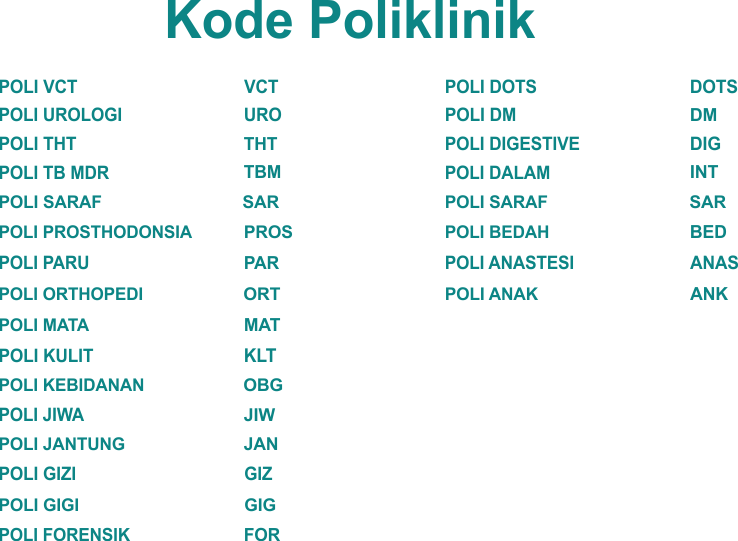 Kode Poliklinik
POLI VCT VCT
POLI UROLOGI URO
POLI THT THT
POLI TB MDR TBM
POLI SARAF SAR
POLI PROSTHODONSIA PROS
POLI PARU PAR
POLI ORTHOPEDI ORT
POLI MATA MAT
POLI KULIT KLT
POLI KEBIDANAN OBG
POLI JIWA JIW
POLI JANTUNG JAN
POLI GIZI GIZ
POLI GIGI GIG
POLI FORENSIK FOR
POLI DOTS DOTS
POLI DM DM
POLI DIGESTIVE DIG
POLI DALAM INT
POLI SARAF SAR
POLI BEDAH BED
POLI ANASTESI ANAS
POLI ANAK ANK